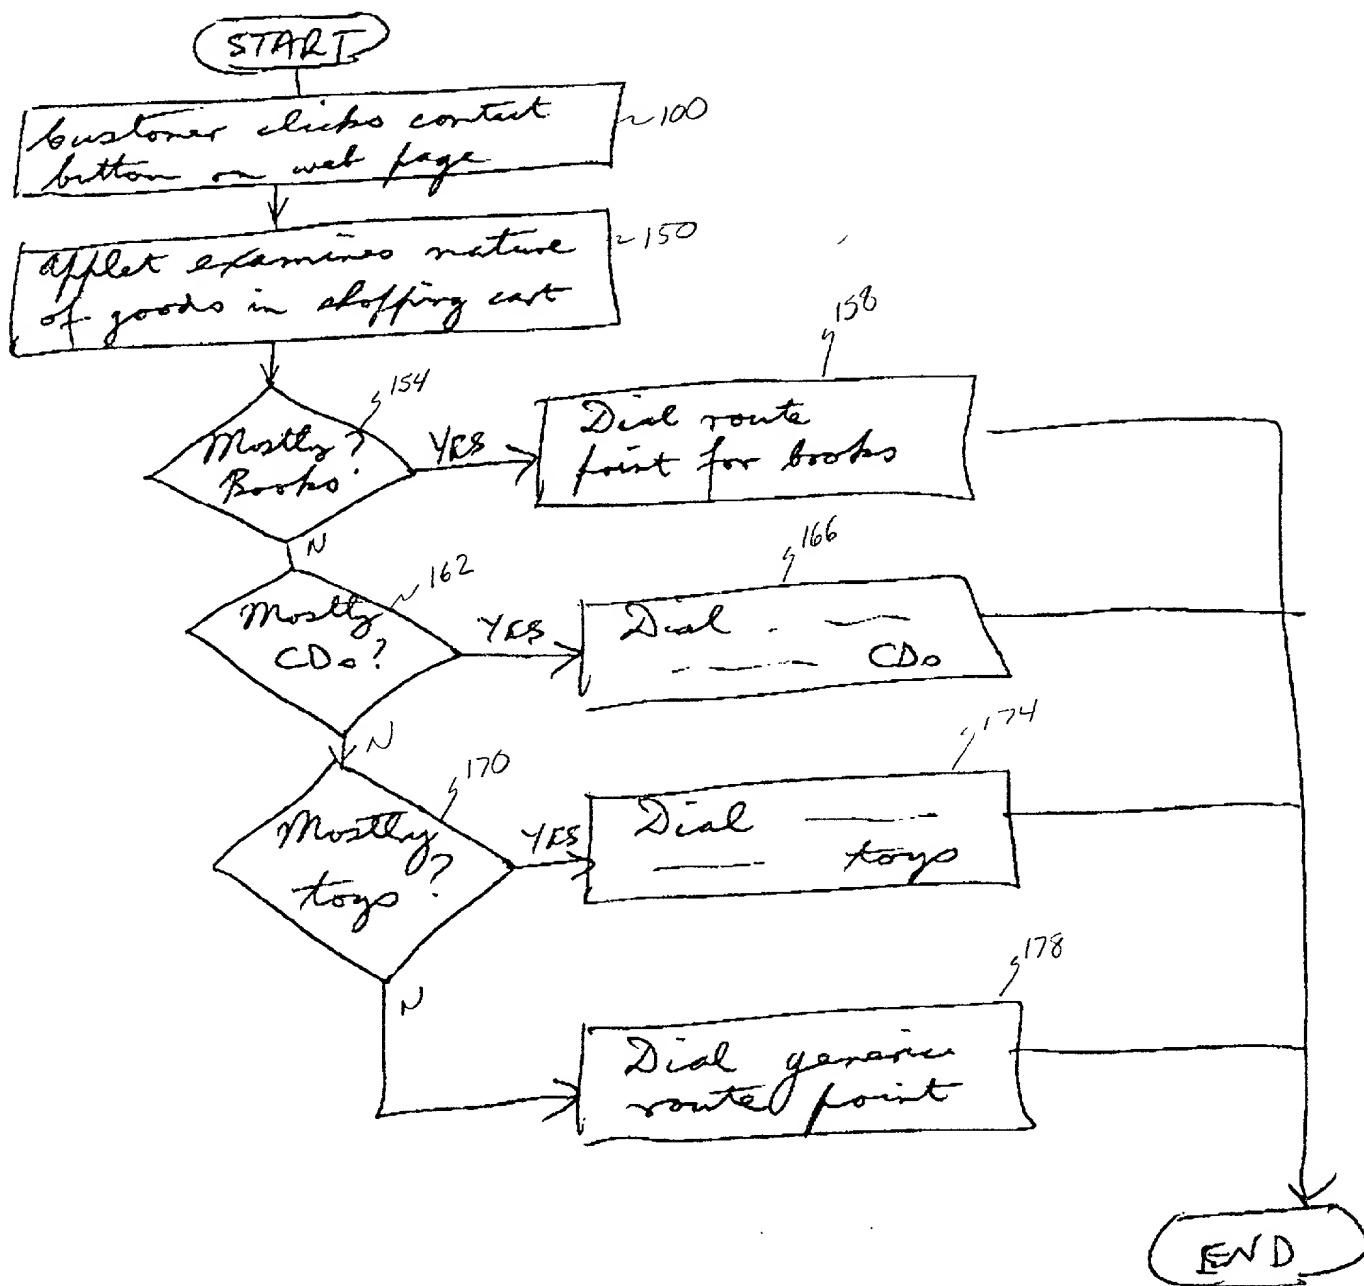 START
Customer clicks contact
button on web page
100
Applet examines nature
of goods in shopping cart
150
Mostly?
Books
154
YES
Dial route
point for books
158
N
Mostly
CDs?
162
YES
Dial
CDs
166
N
Mostly
toys?
170
YES
Dial
toys
174
N
Dial generic
route point
178
END